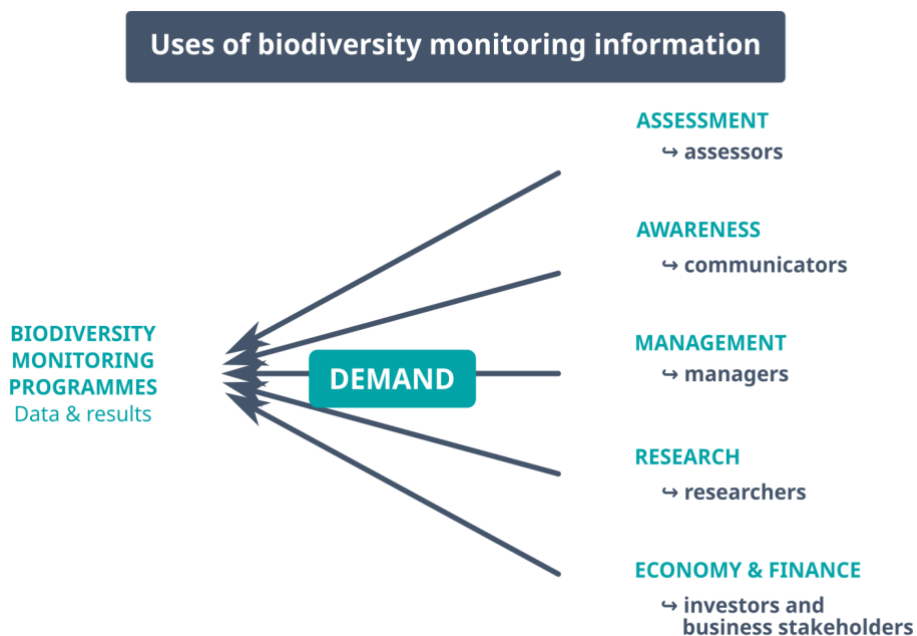 Uses of biodiversity monitoring information
ASSESSMENT
↪ assessors
AWARENESS
↪ communicators
BIODIVERSITY
MONITORING
PROGRAMMES
Data & results
DEMAND
MANAGEMENT
↪ managers
RESEARCH
↪ researchers
ECONOMY & FINANCE
↪ investors and
business stakeholders